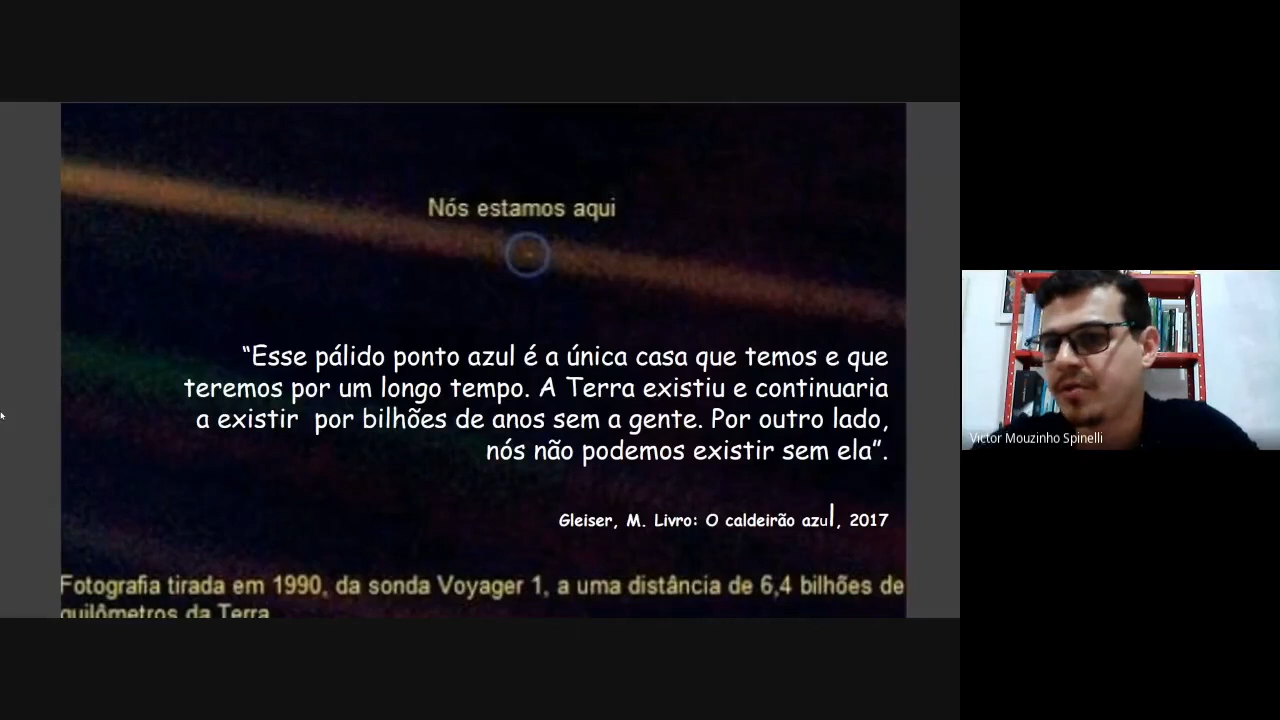 Nós estamos aqui
“Esse pálido ponto azul é a única casa que temos e que
teremos por um longo tempo. A Terra existiu e continuaria
a existir  por bilhões de anos sem a gente. Por outro lado,
nós não podemos existir sem ela”.
Gleiser, M. Livro: O caldeirão azul, 2017
Fotografia tirada em 1990, da sonda Voyager 1, a uma distância de 6,4 bilhões de
quilômetros da Terra
Victor Mouzinho Spinelli